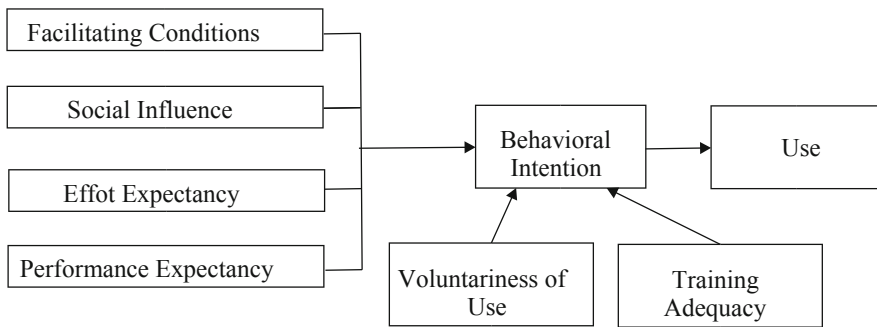 Facilitating Conditions
Social Influence
Effot Expectancy
Performance Expectancy
Behavioral
Intention
Use
Voluntariness of
Use
Training
Adequacy